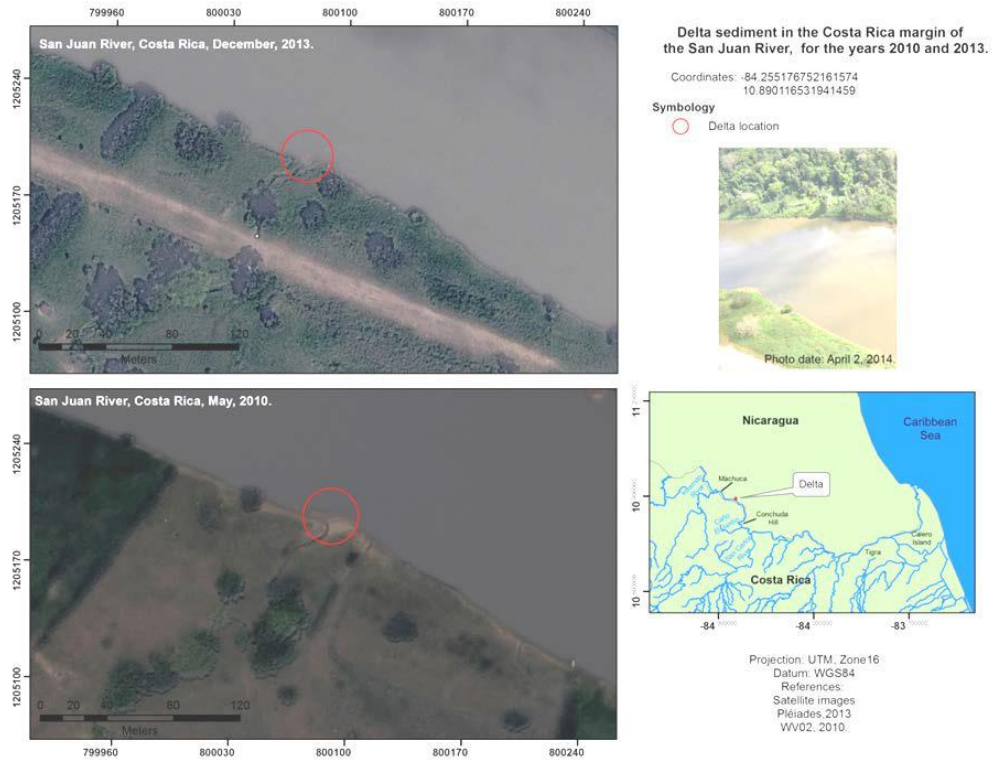 799960 800030 800100 800170 800240
San Juan River, Costa Rica, December, 2013.
1205240
1205170
1205100
0 20 40 80 120
Meters
San Juan River, Costa Rica, May, 2010.
1205240
1205170
1205100
0 20 40 80 120
Meters
799960 800030 800100 800170 800240
Delta sediment in the Costa Rica margin of
the San Juan River, for the years 2010 and 2013.
Coordinates: -84.255176752161574
10.890116531941459
Symbology
Delta location
Photo date: April 2, 2014.
Nicaragua
Caribbean
Sea
Machuca
Delta
Conchuda
Hill
Calero
Island
Tigra
Costa Rica
-84
-84
-83
Projection: UTM, Zone16
Datum: WGS84
References:
Satellite images
Pléiades,2013
WV02, 2010.